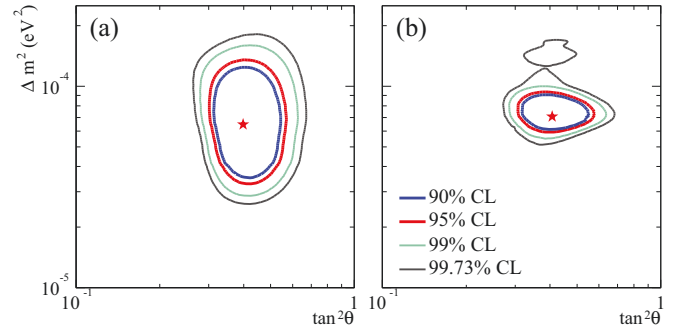 (a)
(b)
Δ m² (eV²)
10⁻⁴
10⁻⁵
90% CL
95% CL
99% CL
99.73% CL
10⁻¹
1
10⁻¹
1
tan²θ
tan²θ